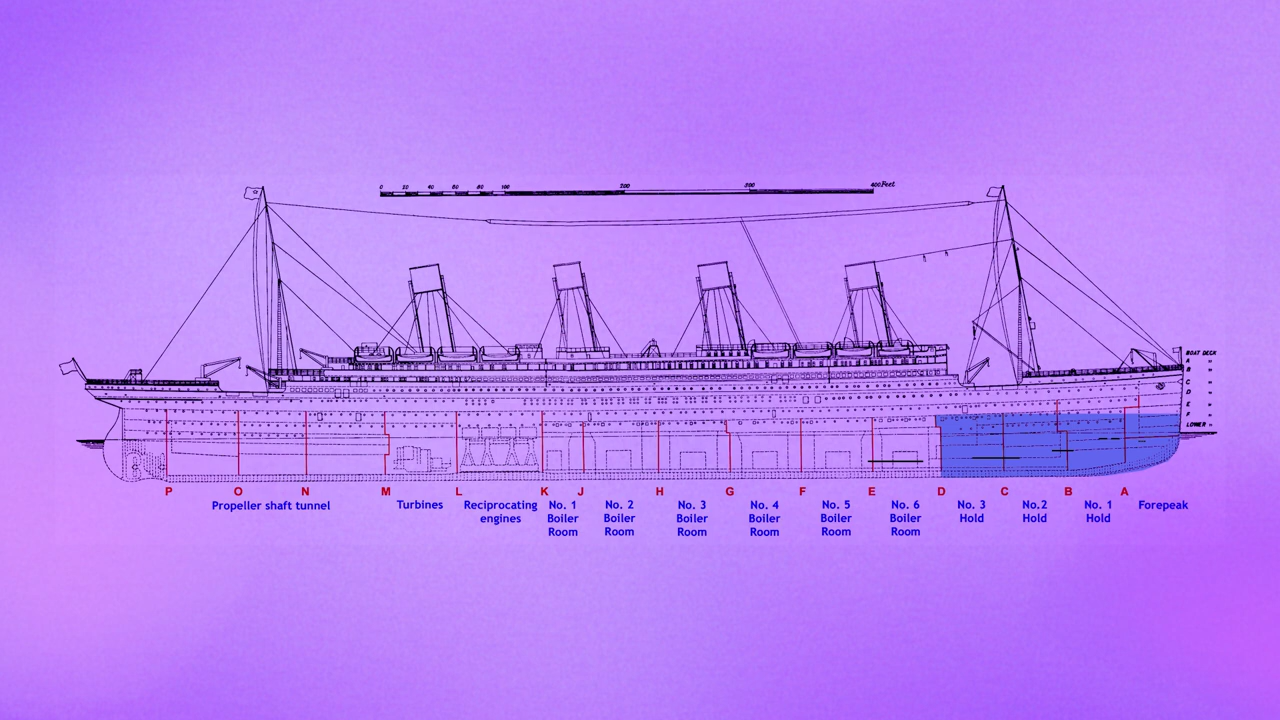 0 20 40 60 80 100 200 300 400 Feet
BOAT DECK
A "
B "
C "
D "
E "
F "
LOWER "
P O N M L K J H G F E D C B A
Propeller shaft tunnel Turbines Reciprocating No. 1 No. 2 No. 3 No. 4 No. 5 No. 6 No. 3 No.2 No. 1 Forepeak
engines Boiler Boiler Boiler Boiler Boiler Boiler Hold Hold Hold
Room Room Room Room Room Room